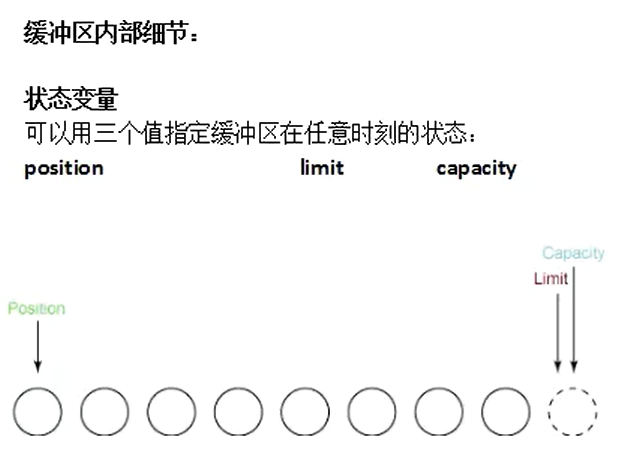 缓冲区内部细节：
状态变量
可以用三个值指定缓冲区在任意时刻的状态：
position limit capacity
Capacity
Limit
Position